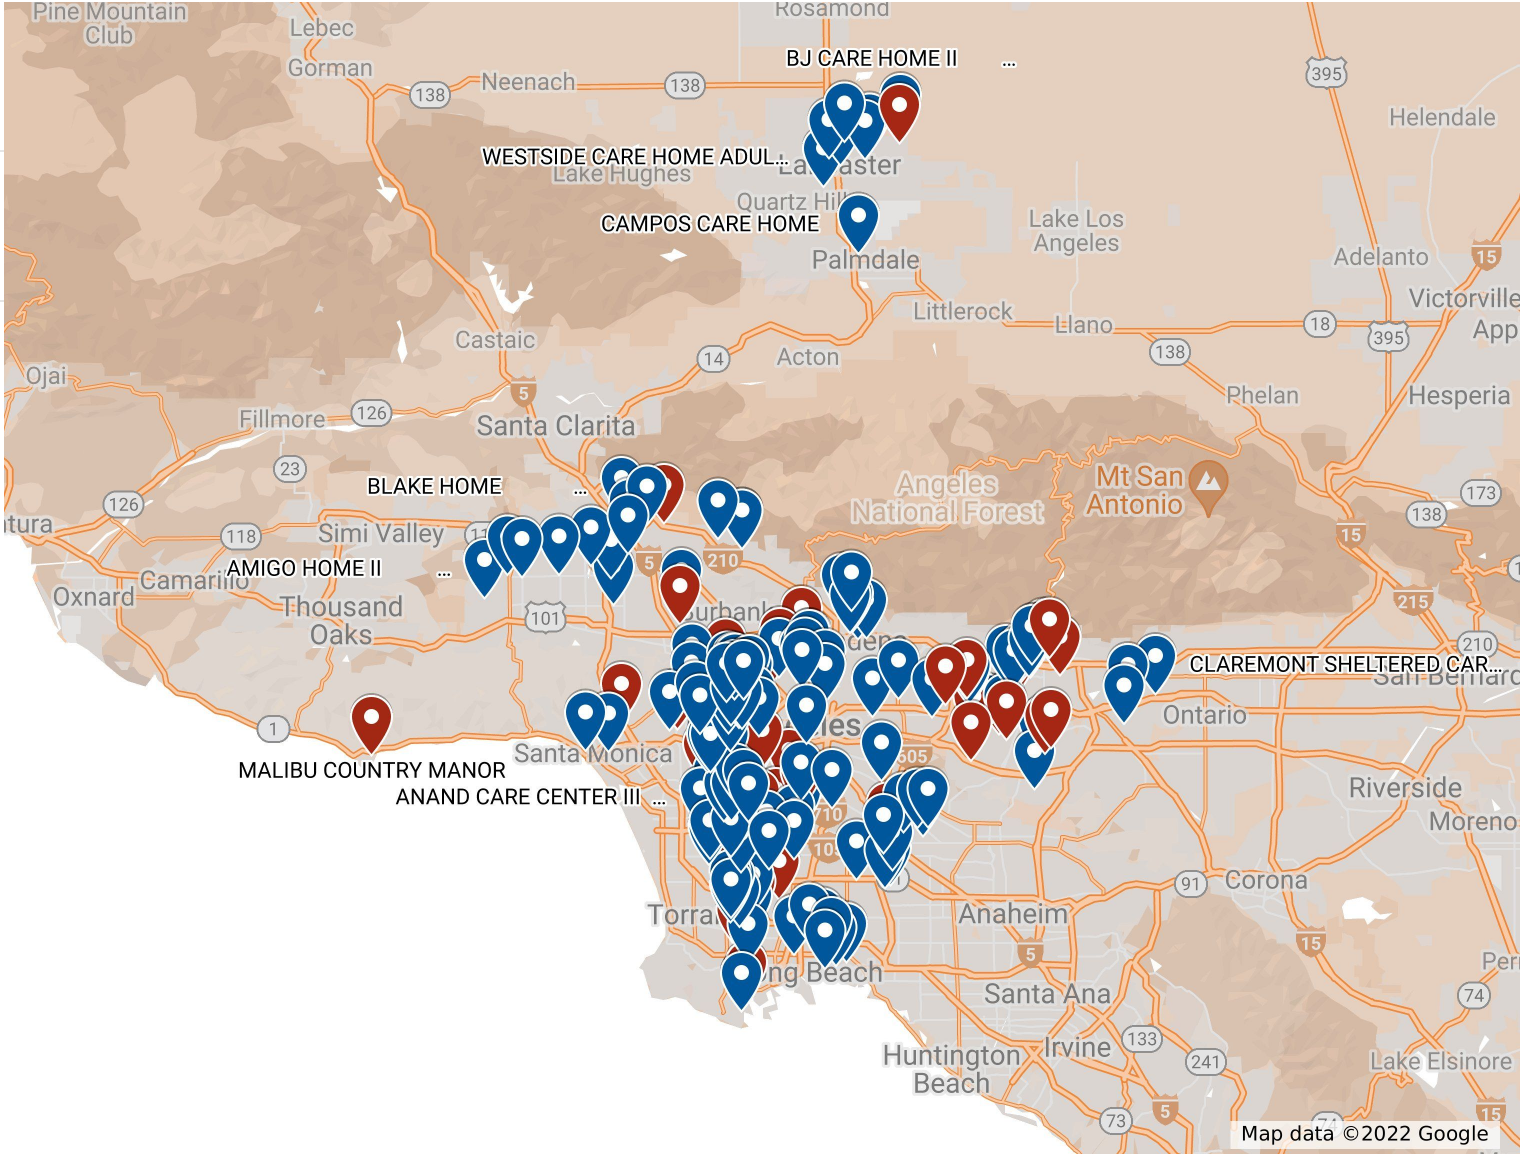 Pine Mountain
Club
Lebec
Gorman
Rosamond
BJ CARE HOME II ...
138
Neenach
138
395
Helendale
WESTSIDE CARE HOME ADUL...
Lake Hughes
CAMPOS CARE HOME
Palmdale
Lake Los
Angeles
Adelanto
15
Littlerock
Victorville
Llano
18
395
Castaic
14
Acton
138
Ojai
5
Phelan
Hesperia
Fillmore
126
Santa Clarita
23
BLAKE HOME ...
Angeles
National Forest
Mt San
Antonio
173
126
138
118
Simi Valley
15
5
210
AMIGO HOME II ...
Camarillo
Oxnard
Thousand
Oaks
101
215
210
CLAREMONT SHELTERED CAR...
1
Ontario
Santa Monica
605
MALIBU COUNTRY MANOR
ANAND CARE CENTER III ...
Riverside
710
105
91
Corona
Anaheim
15
5
Santa Ana
74
Huntington
Beach
Irvine
133
241
Lake Elsinore
73
5
74
15
Map data ©2022 Google